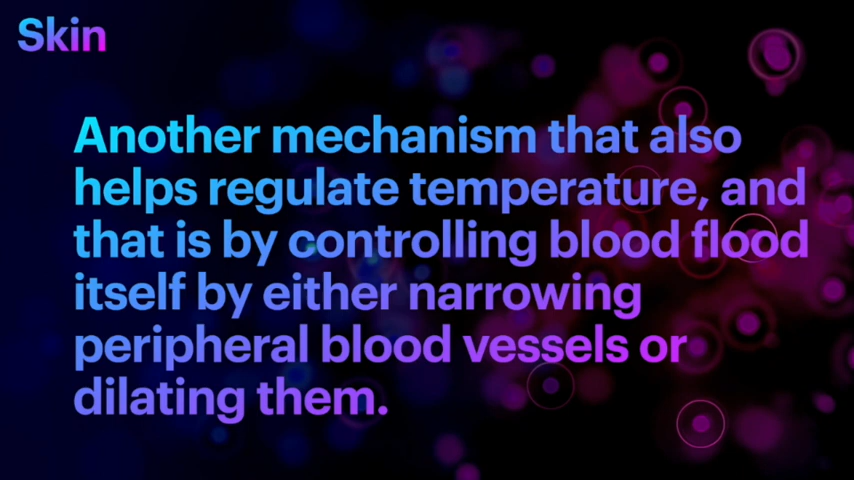 Skin
Another mechanism that also
helps regulate temperature, and
that is by controlling blood flood
itself by either narrowing
peripheral blood vessels or
dilating them.